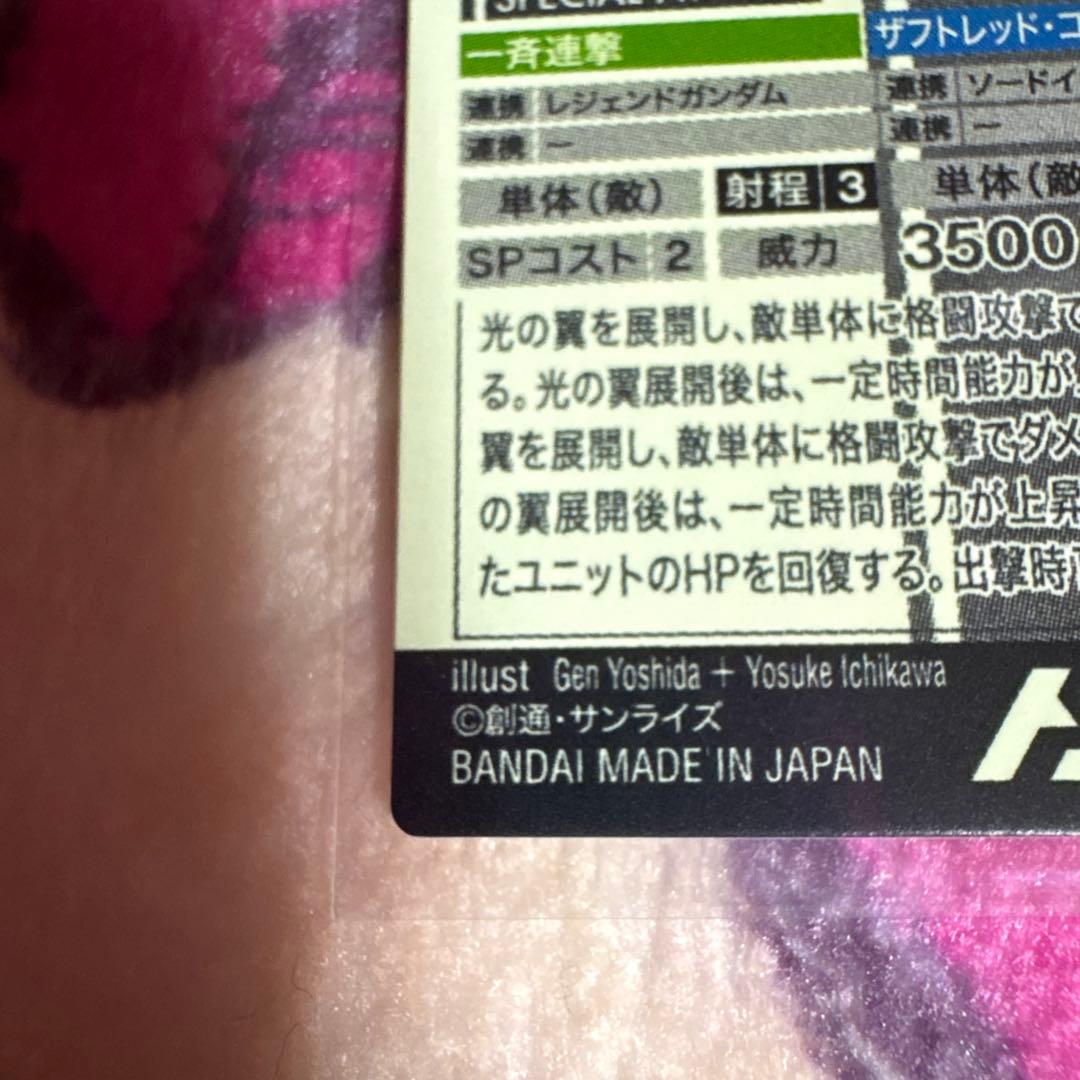 一斉連撃
ザフトレッド・コ
連携 レジェンドガンダム
連携 ソードイ
連携 ー
連携 ー
単体(敵) 射程 3
単体(敵
SPコスト 2 威力 3500
光の翼を展開し、敵単体に格闘攻撃で
る。光の翼展開後は、一定時間能力が
翼を展開し、敵単体に格闘攻撃でダメ
の翼展開後は、一定時間能力が上昇
たユニットのHPを回復する。出撃時
illust Gen Yoshida + Yosuke Ichikawa
©創通・サンライズ
BANDAI MADE IN JAPAN